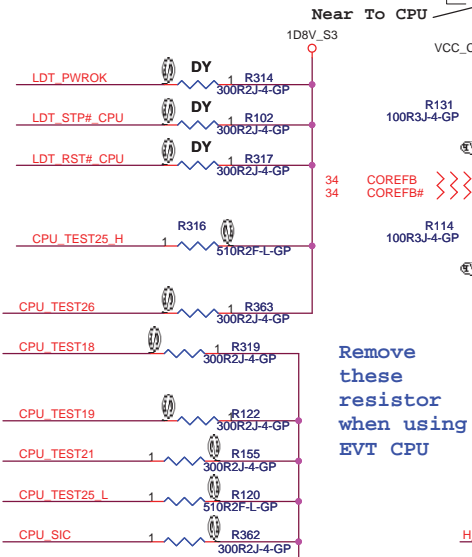 Near To CPU
1D8V_S3
VCC_C
LDT_PWROK DY 1 R314
300R2J-4-GP
LDT_STP#_CPU DY 1 R102
300R2J-4-GP
LDT_RST#_CPU DY 1 R317
300R2J-4-GP
R131
100R3J-4-GP
34 COREFB
34 COREFB#
CPU_TEST25_H 1 R316
510R2F-L-GP
R114
100R3J-4-GP
CPU_TEST26 1 R363
300R2J-4-GP
CPU_TEST18 1 R319
300R2J-4-GP
Remove
these
resistor
when using
EVT CPU
CPU_TEST19 1 R122
300R2J-4-GP
CPU_TEST21 1 R155
300R2J-4-GP
CPU_TEST25_L 1 R120
510R2F-L-GP
CPU_SIC 1 R362
300R2J-4-GP
H